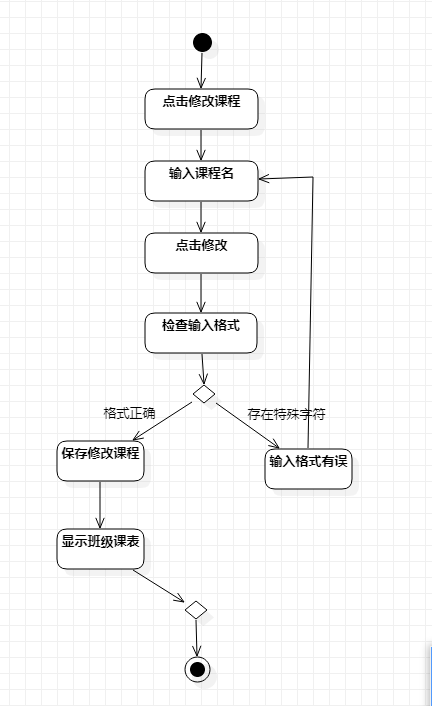 点击修改课程
输入课程名
点击修改
检查输入格式
格式正确
存在特殊字符
保存修改课程
输入格式有误
显示班级课表